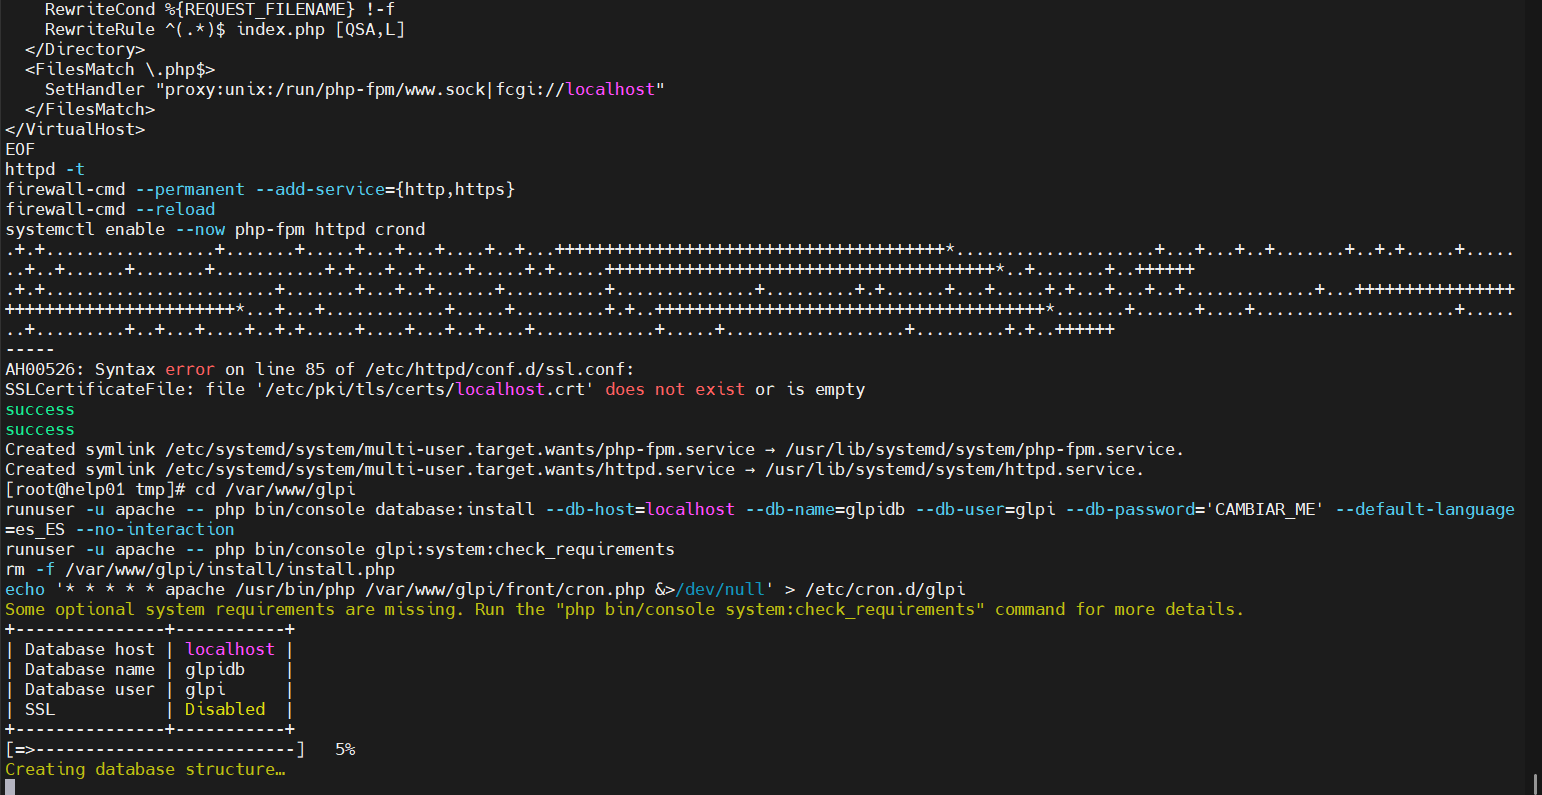 RewriteCond %{REQUEST_FILENAME} !-f
RewriteRule ^(.*)$ index.php [QSA,L]
</Directory>
<FilesMatch \.php$>
SetHandler "proxy:unix:/run/php-fpm/www.sock|fcgi://localhost"
</FilesMatch>
</VirtualHost>
EOF
httpd -t
firewall-cmd --permanent --add-service={http,https}
firewall-cmd --reload
systemctl enable --now php-fpm httpd crond
-----
AH00526: Syntax error on line 85 of /etc/httpd/conf.d/ssl.conf:
SSLCertificateFile: file '/etc/pki/tls/certs/localhost.crt' does not exist or is empty
success
success
Created symlink /etc/systemd/system/multi-user.target.wants/php-fpm.service → /usr/lib/systemd/system/php-fpm.service.
Created symlink /etc/systemd/system/multi-user.target.wants/httpd.service → /usr/lib/systemd/system/httpd.service.
[root@help01 tmp]# cd /var/www/glpi
runuser -u apache -- php bin/console database:install --db-host=localhost --db-name=glpidb --db-user=glpi --db-password='CAMBIAR_ME' --default-language
=es_ES --no-interaction
runuser -u apache -- php bin/console glpi:system:check_requirements
rm -f /var/www/glpi/install/install.php
echo '* * * * * apache /usr/bin/php /var/www/glpi/front/cron.php &>/dev/null' > /etc/cron.d/glpi
Some optional system requirements are missing. Run the "php bin/console system:check_requirements" command for more details.
+---------------+-----------+
| Database host | localhost |
| Database name | glpidb    |
| Database user | glpi      |
| SSL           | Disabled  |
+---------------+-----------+
[=>--------------------------]   5%
Creating database structure…